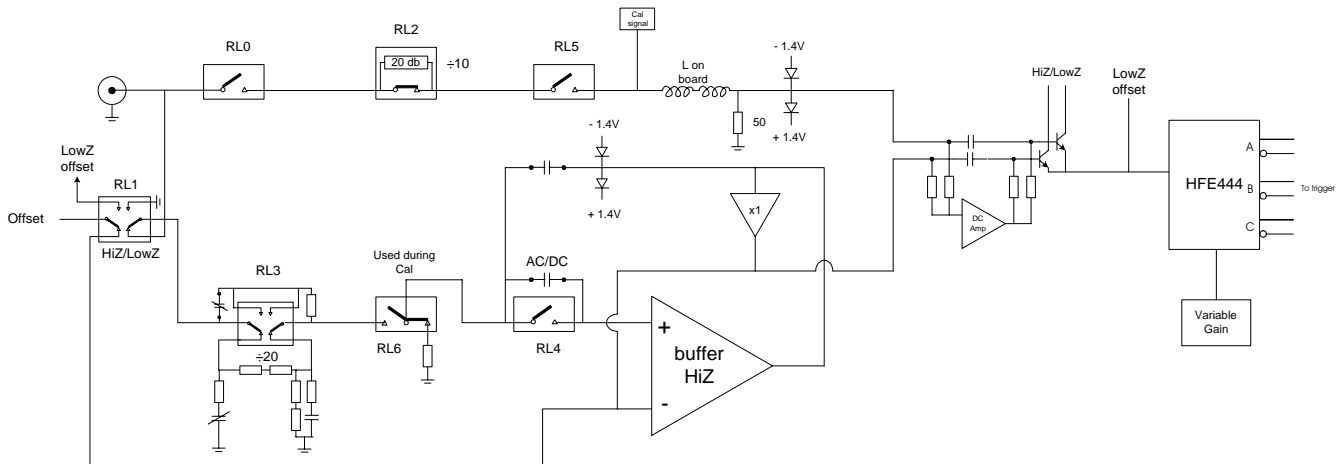 Cal
signal
RL0
RL2
RL5
20 db
÷10
L on
board
- 1.4V
+ 1.4V
50
HiZ/LowZ
LowZ
offset
LowZ
offset
RL1
Offset
HiZ/LowZ
- 1.4V
+ 1.4V
x1
DC
Amp
HFE444
A
B
C
To trigger
Variable
Gain
RL3
÷20
Used during
Cal
RL6
AC/DC
RL4
+
-
buffer
HiZ